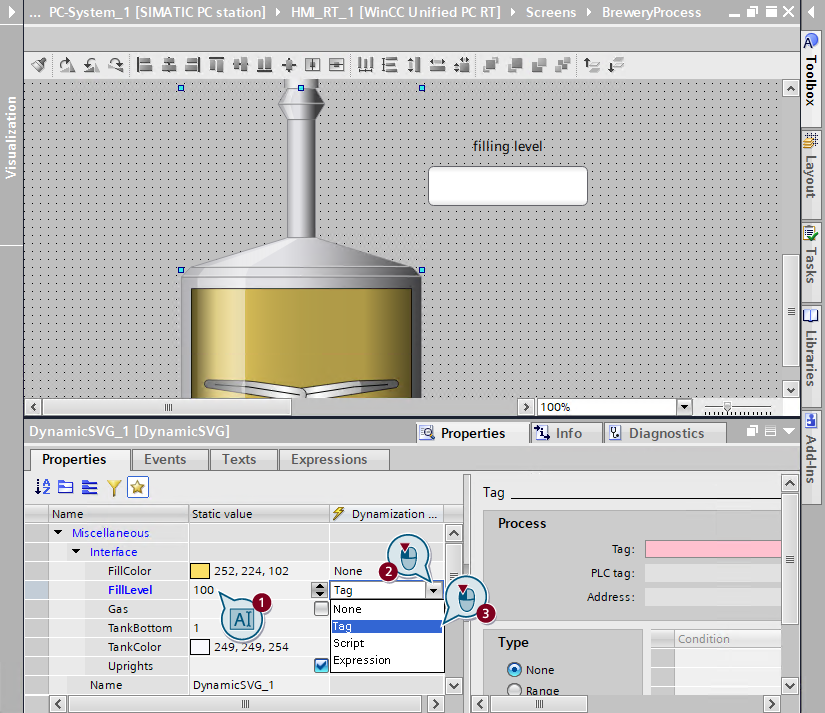 ... PC-System_1 [SIMATIC PC station] HMI_RT_1 [WinCC Unified PC RT] Screens BreweryProcess
Visualization
Toolbox
Layout
Tasks
Libraries
Add-Ins
filling level
100%
DynamicSVG_1 [DynamicSVG]
Properties
Info
Diagnostics
Properties
Events
Texts
Expressions
Name Static value Dynamization ...
Miscellaneous
Interface
FillColor 252, 224, 102 None
FillLevel 100 Tag
Gas
TankBottom 1
TankColor 249, 249, 254
Uprights
Name DynamicSVG_1
None
Tag
Script
Expression
1
2
3
AI
Tag
Process
Tag:
PLC tag:
Address:
Type
None
Range
Condition